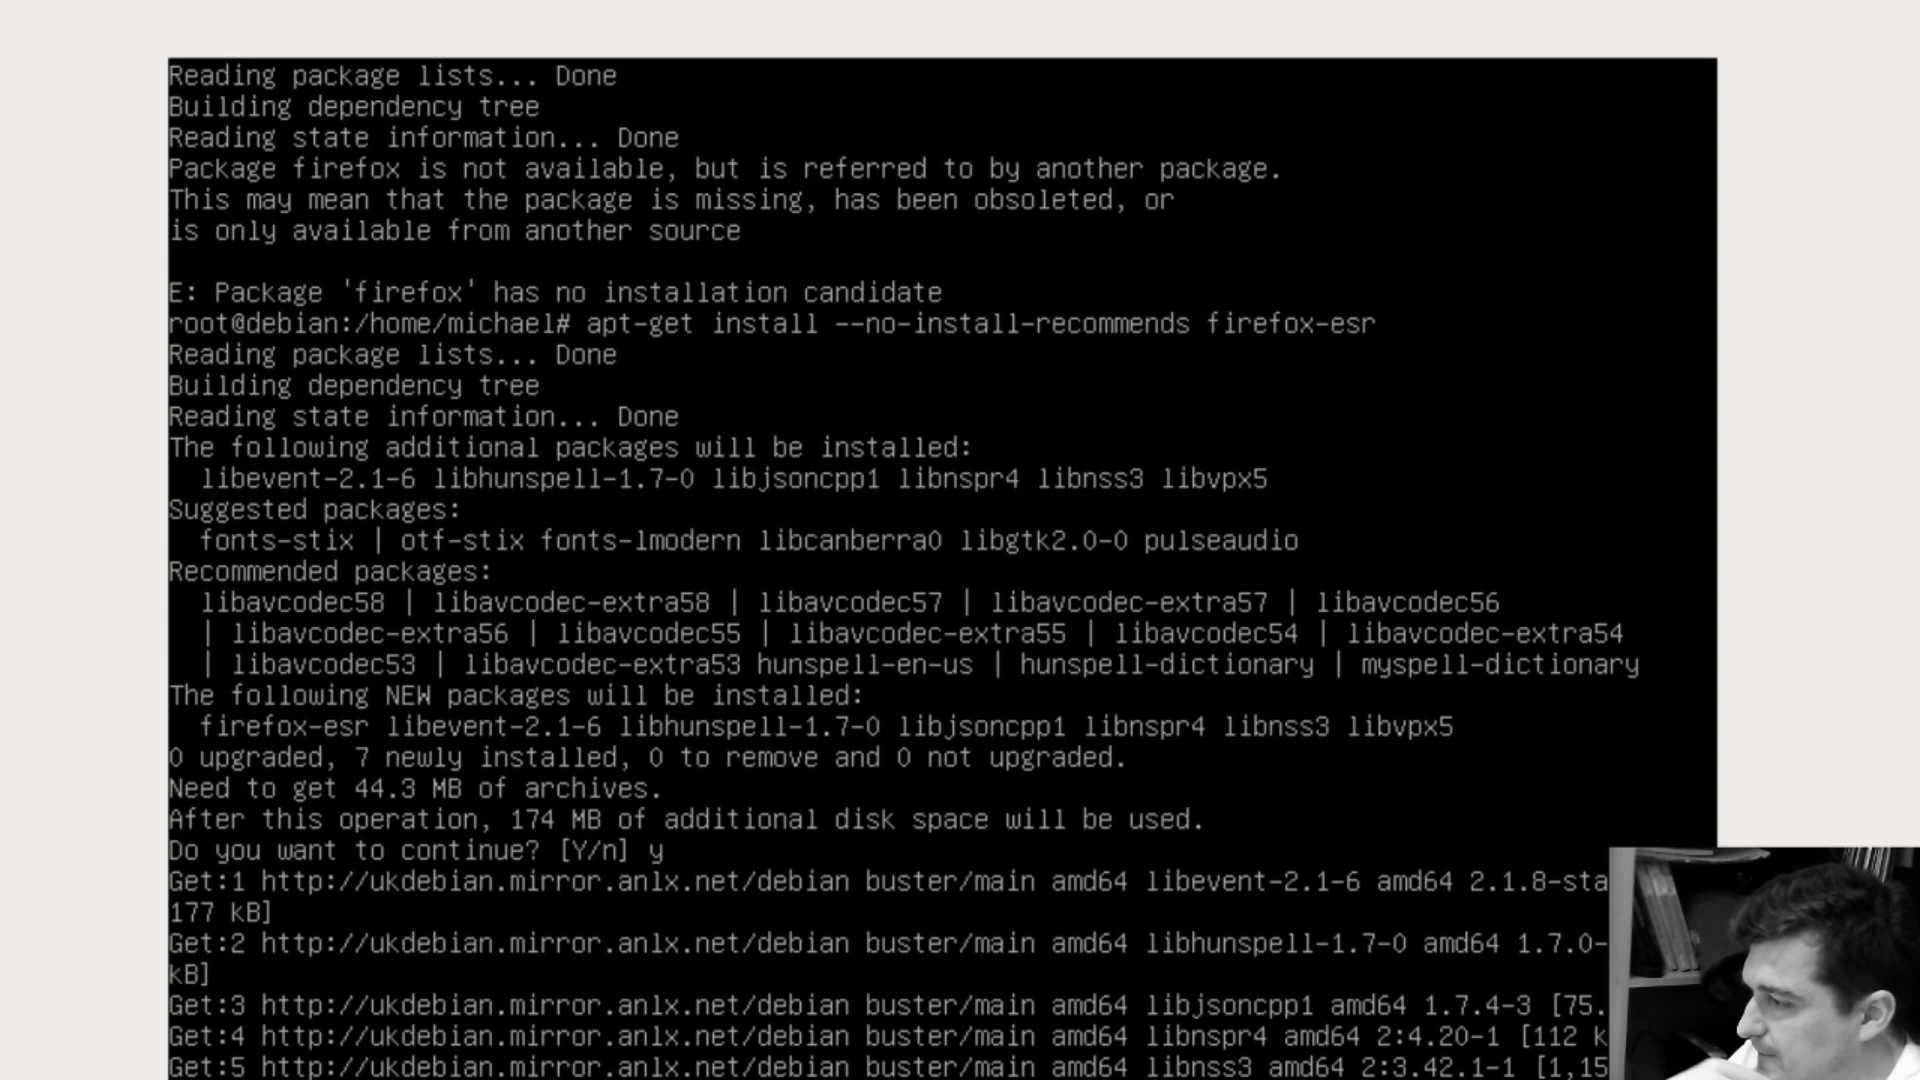 Reading package lists... Done
Building dependency tree
Reading state information... Done
Package firefox is not available, but is referred to by another package.
This may mean that the package is missing, has been obsoleted, or
is only available from another source
E: Package 'firefox' has no installation candidate
root@debian:/home/michael# apt-get install --no-install-recommends firefox-esr
Reading package lists... Done
Building dependency tree
Reading state information... Done
The following additional packages will be installed:
libevent-2.1-6 libhunspell-1.7-0 libjsoncpp1 libnspr4 libnss3 libvpx5
Suggested packages:
fonts-stix | otf-stix fonts-lmodern libcanberra0 libgtk2.0-0 pulseaudio
Recommended packages:
libavcodec58 | libavcodec-extra58 | libavcodec57 | libavcodec-extra57 | libavcodec56
| libavcodec-extra56 | libavcodec55 | libavcodec-extra55 | libavcodec54 | libavcodec-extra54
| libavcodec53 | libavcodec-extra53 hunspell-en-us | hunspell-dictionary | myspell-dictionary
The following NEW packages will be installed:
firefox-esr libevent-2.1-6 libhunspell-1.7-0 libjsoncpp1 libnspr4 libnss3 libvpx5
0 upgraded, 7 newly installed, 0 to remove and 0 not upgraded.
Need to get 44.3 MB of archives.
After this operation, 174 MB of additional disk space will be used.
Do you want to continue? [Y/n] y
Get:1 http://ukdebian.mirror.anlx.net/debian buster/main amd64 libevent-2.1-6 amd64 2.1.8-sta
177 kB]
Get:2 http://ukdebian.mirror.anlx.net/debian buster/main amd64 libhunspell-1.7-0 amd64 1.7.0-
kB]
Get:3 http://ukdebian.mirror.anlx.net/debian buster/main amd64 libjsoncpp1 amd64 1.7.4-3 [75.
Get:4 http://ukdebian.mirror.anlx.net/debian buster/main amd64 libnspr4 amd64 2:4.20-1 [112 k
Get:5 http://ukdebian.mirror.anlx.net/debian buster/main amd64 libnss3 amd64 2:3.42.1-1 [1,15